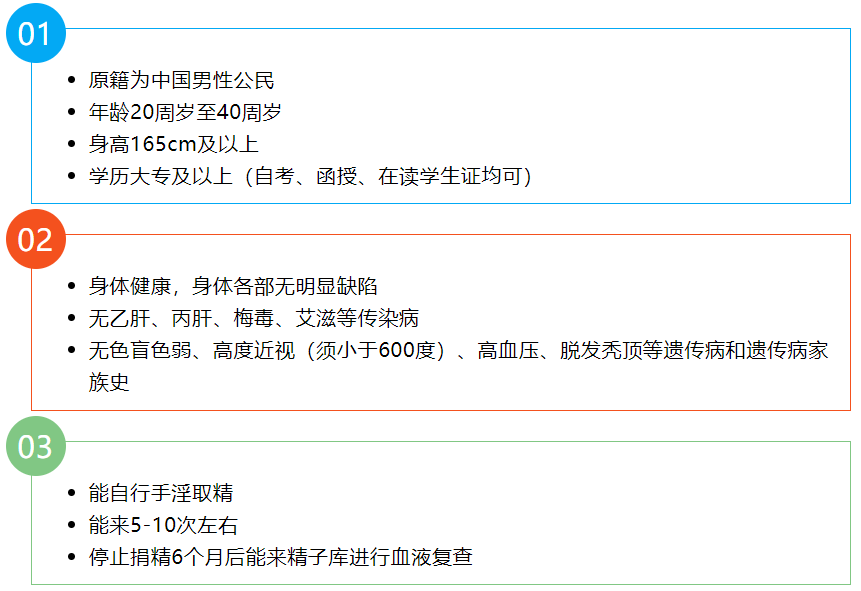 01
原籍为中国男性公民
年龄20周岁至40周岁
身高165cm及以上
学历大专及以上（自考、函授、在读学生证均可）
02
身体健康，身体各部无明显缺陷
无乙肝、丙肝、梅毒、艾滋等传染病
无色盲色弱、高度近视（须小于600度）、高血压、脱发秃顶等遗传病和遗传病家
族史
03
能自行手淫取精
能来5-10次左右
停止捐精6个月后能来精子库进行血液复查